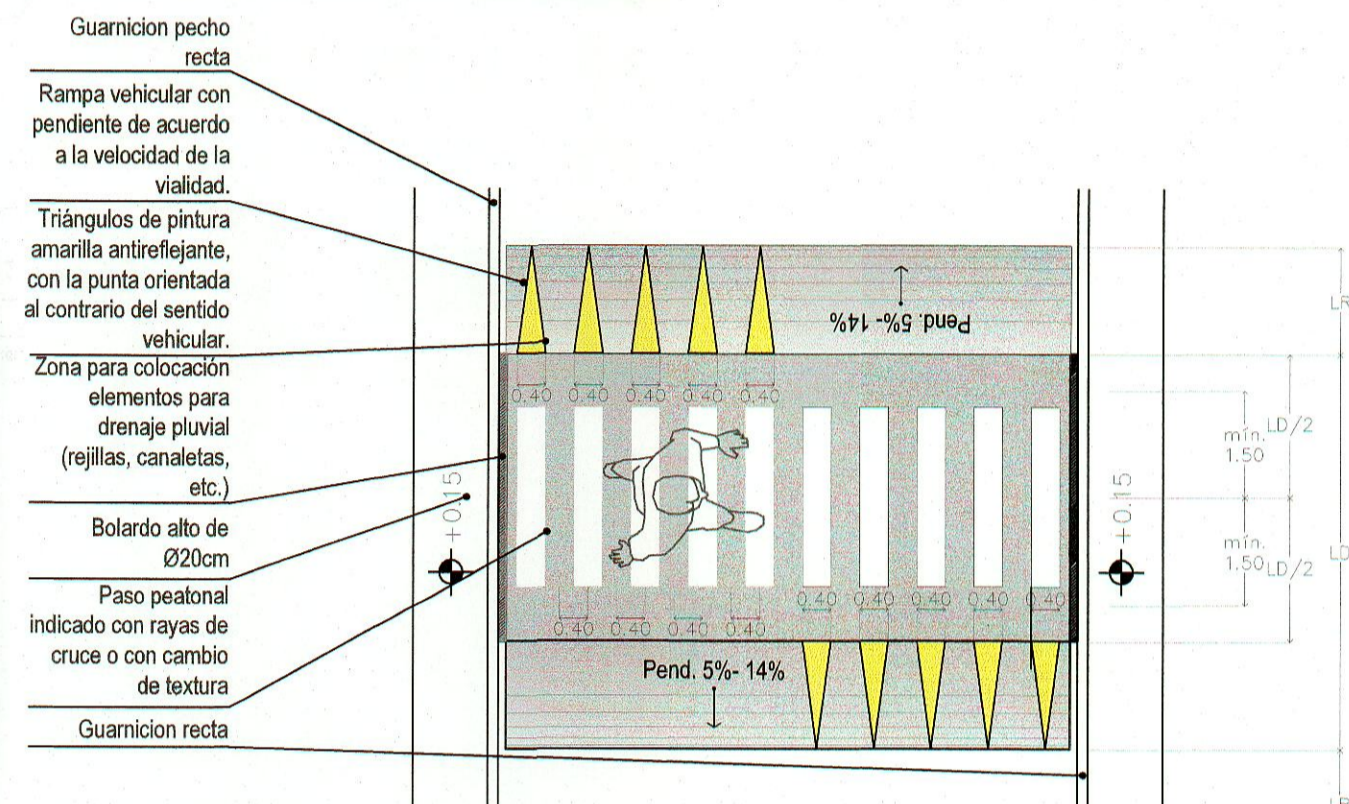 Guarnicion pecho
recta
Rampa vehicular con
pendiente de acuerdo
a la velocidad de la
vialidad.
Triángulos de pintura
amarilla antireflejante,
con la punta orientada
al contrario del sentido
vehicular.
Zona para colocación
elementos para
drenaje pluvial
(rejillas, canaletas,
etc.)
Bolardo alto de
Ø20cm
Paso peatonal
indicado con rayas de
cruce o con cambio
de textura
Guarnicion recta
Pend. 5%- 14%
0.40 0.40 0.40 0.40 0.40
+0.15
+0.15
0.40 0.40 0.40 0.40 0.40
0.40 0.40 0.40 0.40
Pend. 5%- 14%
LR
LD/2
mín.
1.50
mín.
1.50
LD/2
LD
LR